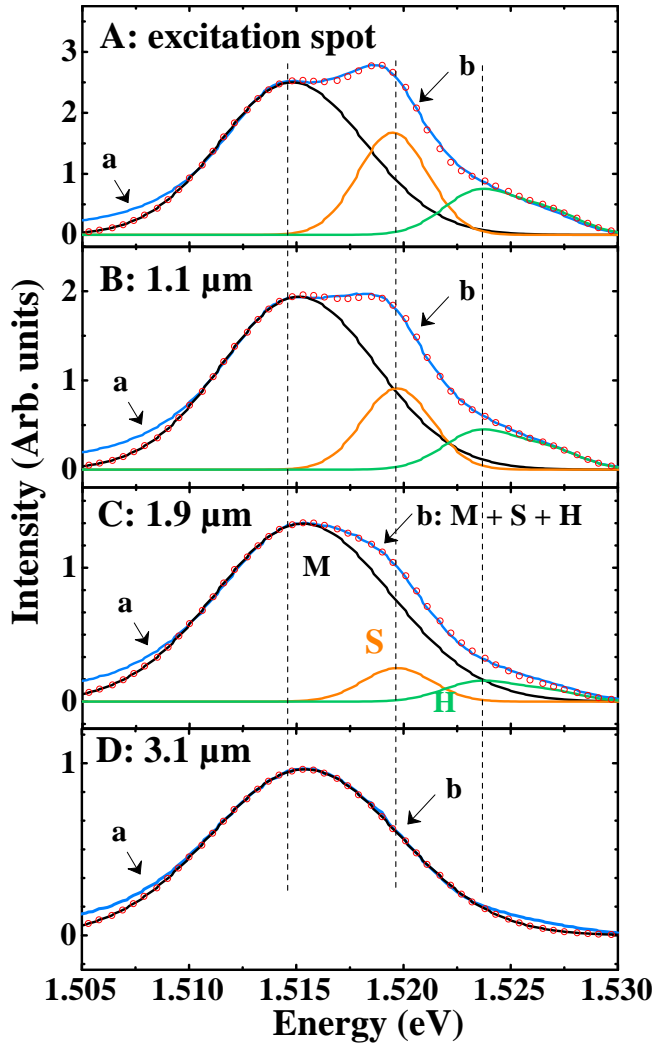 A: excitation spot
b
a
3
2
1
0
B: 1.1 µm
b
a
2
1
0
C: 1.9 µm
b: M + S + H
M
a
S
H
1
0
D: 3.1 µm
b
a
1
0
1.505 1.510 1.515 1.520 1.525 1.530
Energy (eV)
Intensity (Arb. units)